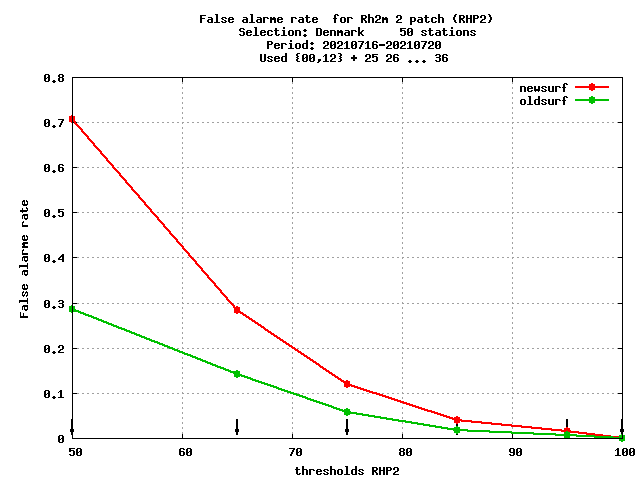 False alarme rate  for Rh2m 2 patch (RHP2)
Selection: Denmark     50 stations
Period: 20210716-20210720
Used {00,12} + 25 26 ... 36
newsurf
oldsurf
0.8
0.7
0.6
0.5
0.4
0.3
0.2
0.1
0
False alarme rate
50 60 70 80 90 100
thresholds RHP2